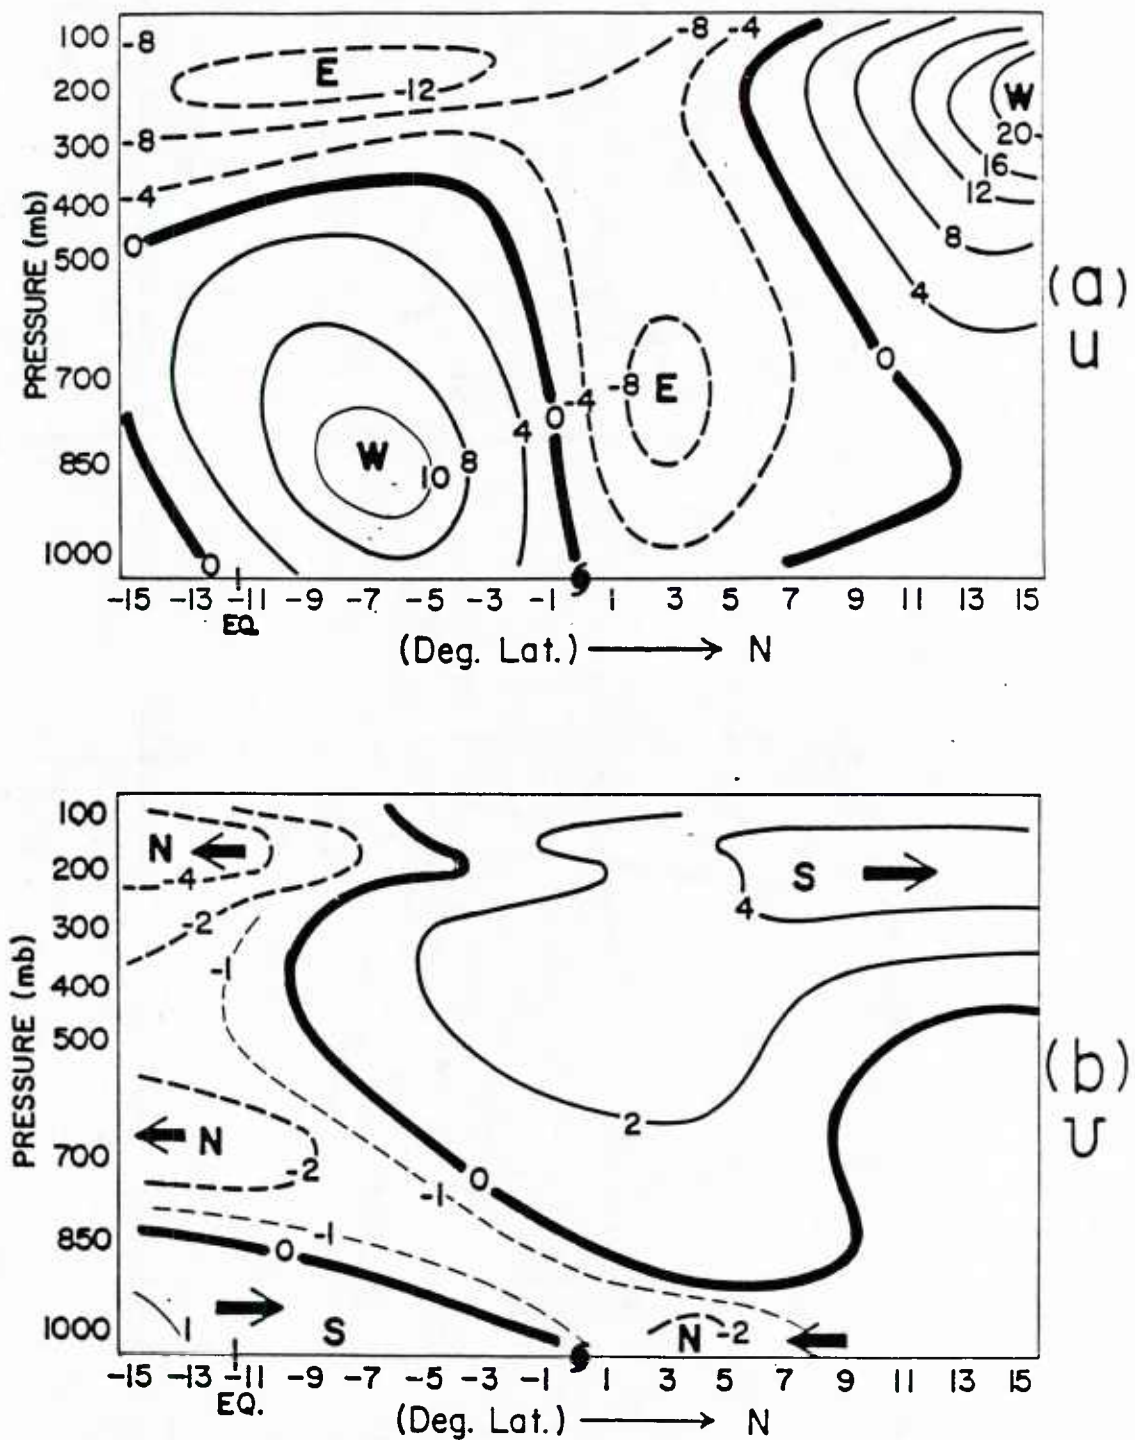 100 -8 -8 -4
E W
200 -12
20
300 -8 16
400 -4 12
0 8
500 4
0
700 -8 E
0 -4
W 4
850 10 8
1000 0
PRESSURE (mb)
(a)
U
-15 -13 -11 -9 -7 -5 -3 -1 1 3 5 7 9 11 13 15
EQ
(Deg. Lat.) N
100
N
200 -4 S
4
300 -2
-1
400
500
2
700 N -2
0
-1
850 0 -1
1000 1 S N -2
PRESSURE (mb)
(b)
υ
-15 -13 -11 -9 -7 -5 -3 -1 1 3 5 7 9 11 13 15
EQ.
(Deg. Lat.) N